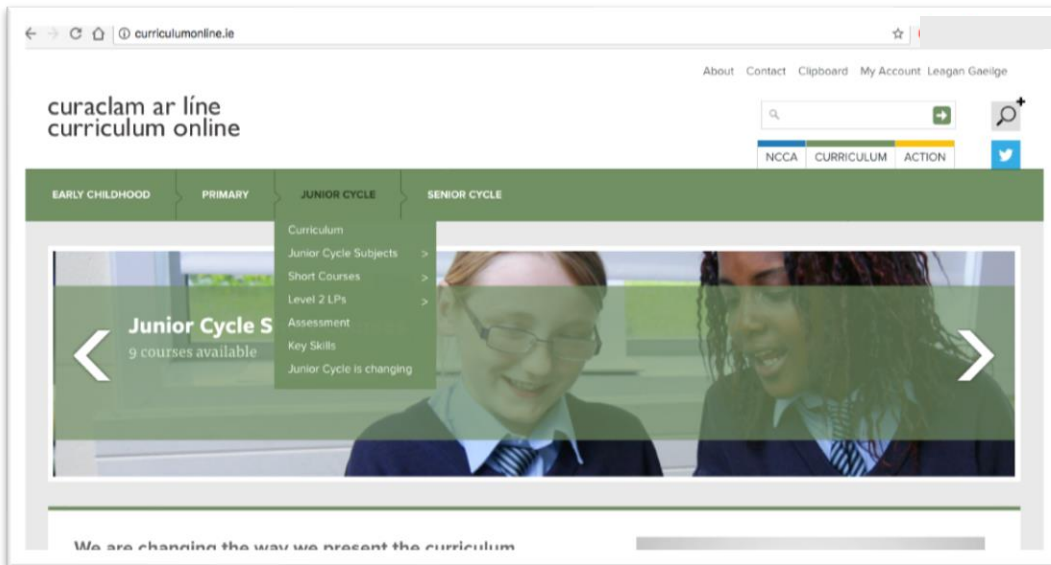 curriculumonline.ie
About Contact Clipboard My Account Leagan Gaeilge
curaclam ar líne
curriculum online
NCCA CURRICULUM ACTION
EARLY CHILDHOOD PRIMARY JUNIOR CYCLE SENIOR CYCLE
Curriculum
Junior Cycle Subjects >
Short Courses >
Level 2 LPs >
Assessment
Key Skills
Junior Cycle is changing
Junior Cycle S
9 courses available
We are changing the way we present the curriculum